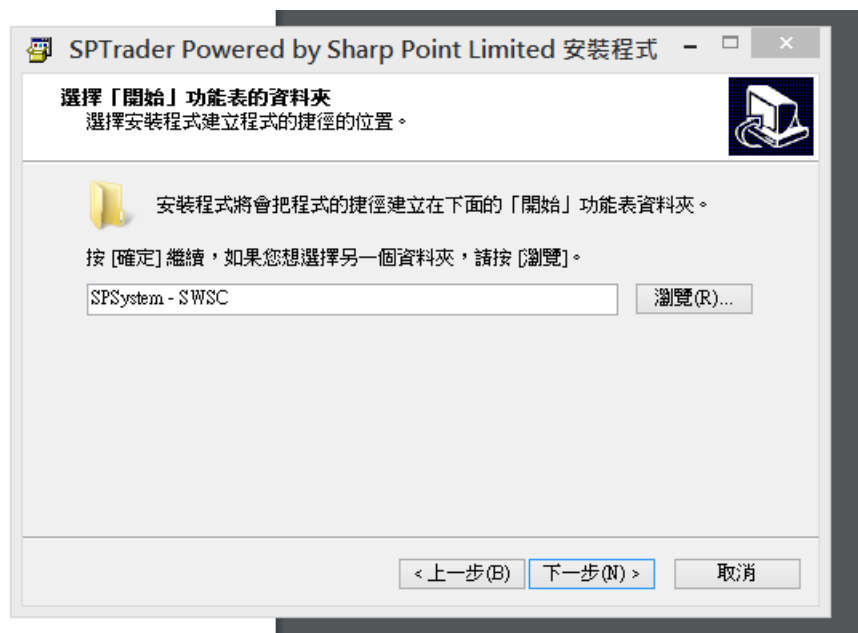 SPTrader Powered by Sharp Point Limited 安裝程式
選擇「開始」功能表的資料夾
選擇安裝程式建立程式的捷徑的位置。
安裝程式將會把程式的捷徑建立在下面的「開始」功能表資料夾。
按 [確定] 繼續，如果您想選擇另一個資料夾，請按 [瀏覽]。
SPSystem - SWSC
瀏覽(R)...
<上一步(B)
下一步(N) >
取消